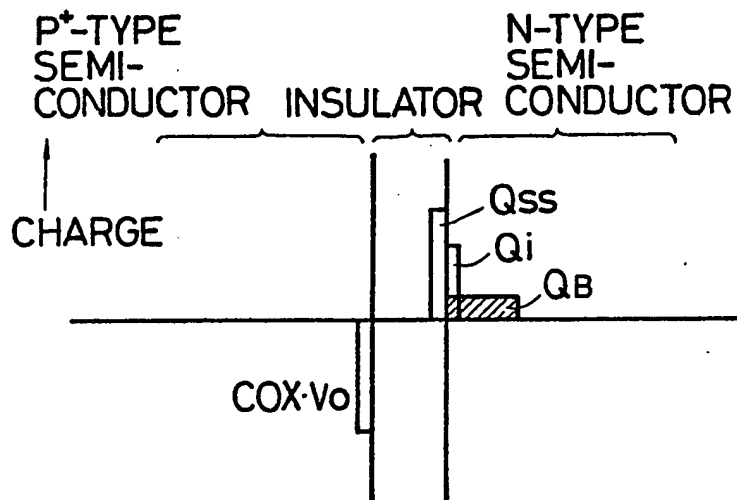 P+-TYPE
SEMI-
CONDUCTOR
INSULATOR
N-TYPE
SEMI-
CONDUCTOR
CHARGE
QSS
Qi
QB
COX·Vo